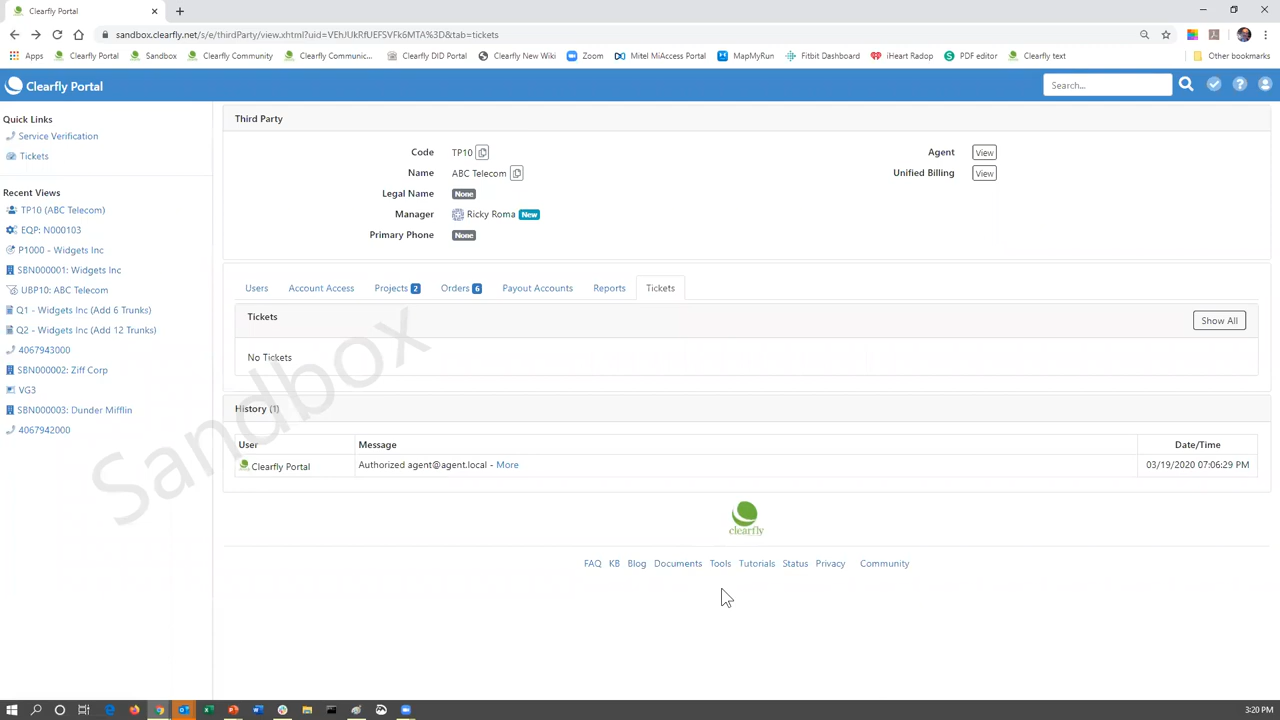 Clearfly Portal
sandbox.clearfly.net/s/e/thirdParty/view.xhtml?uid=VEhJUkRfUEFSVFk6MTA%3D&tab=tickets
Apps Clearfly Portal Sandbox Clearfly Community Clearfly Communic... Clearfly DID Portal Clearfly New Wiki Zoom Mitel MiAccess Portal MapMyRun Fitbit Dashboard iHeart Radop PDF editor Clearfly text Other bookmarks
Clearfly Portal Search...
Quick Links
Service Verification
Tickets
Recent Views
TP10 (ABC Telecom)
EQP: N000103
P1000 - Widgets Inc
SBN000001: Widgets Inc
UBP10: ABC Telecom
Q1 - Widgets Inc (Add 6 Trunks)
Q2 - Widgets Inc (Add 12 Trunks)
4067943000
SBN000002: Ziff Corp
VG3
SBN000003: Dunder Mifflin
4067942000
Third Party
Code TP10 Agent View
Name ABC Telecom Unified Billing View
Legal Name None
Manager Ricky Roma New
Primary Phone None
Users Account Access Projects 2 Orders 6 Payout Accounts Reports Tickets
Tickets Show All
No Tickets
History (1)
User Message Date/Time
Clearfly Portal Authorized agent@agent.local - More 03/19/2020 07:06:29 PM
Sandbox
clearfly
FAQ KB Blog Documents Tools Tutorials Status Privacy Community
3:20 PM